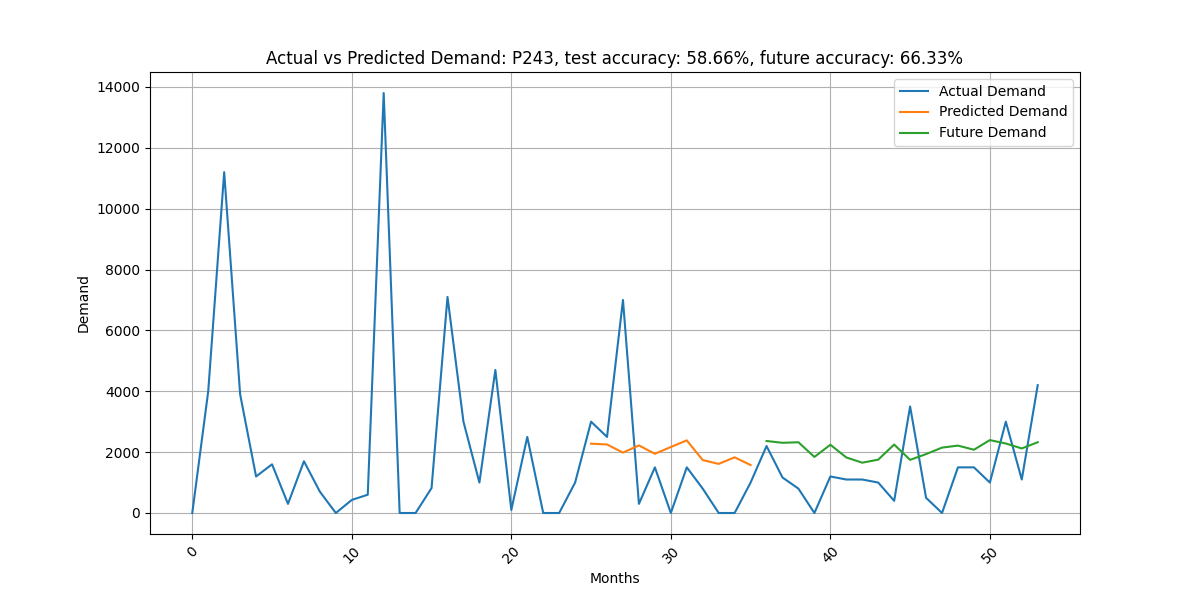 Actual vs Predicted Demand: P243, test accuracy: 58.66%, future accuracy: 66.33%
Actual Demand
Predicted Demand
Future Demand
14000
12000
10000
8000
6000
4000
2000
0
Demand
0
10
20
30
40
50
Months